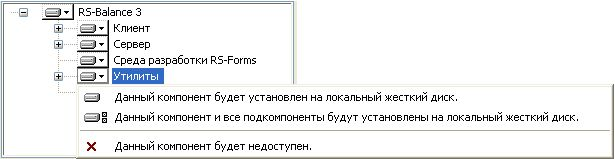 RS-Balance 3
Клиент
Сервер
Среда разработки RS-Forms
Утилиты
Данный компонент будет установлен на локальный жесткий диск.
Данный компонент и все подкомпоненты будут установлены на локальный жесткий диск.
Данный компонент будет недоступен.